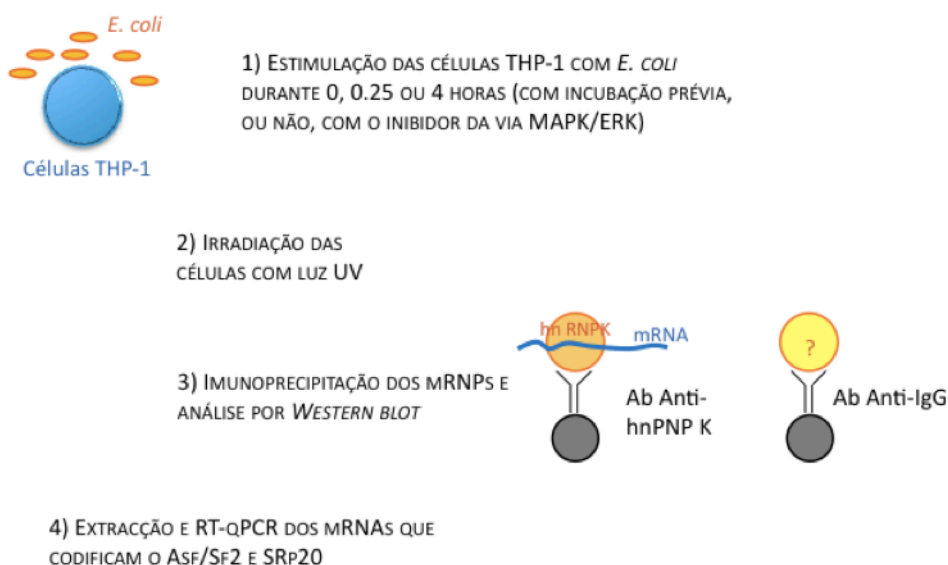 E. coli
1) ESTIMULAÇÃO DAS CÉLULAS THP-1 COM E. COLI
DURANTE 0, 0.25 OU 4 HORAS (COM INCUBAÇÃO PRÉVIA,
OU NÃO, COM O INIBIDOR DA VIA MAPK/ERK)
Células THP-1
2) IRRADIAÇÃO DAS
CÉLULAS COM LUZ UV
hn RNPK
mRNA
?
3) IMUNOPRECIPITAÇÃO DOS MRNPS E
ANÁLISE POR WESTERN BLOT
Ab Anti-
hnPNP K
Ab Anti-IgG
4) EXTRACÇÃO E RT-QPCR DOS MRNAS QUE
CODIFICAM O ASF/SF2 E SRP20